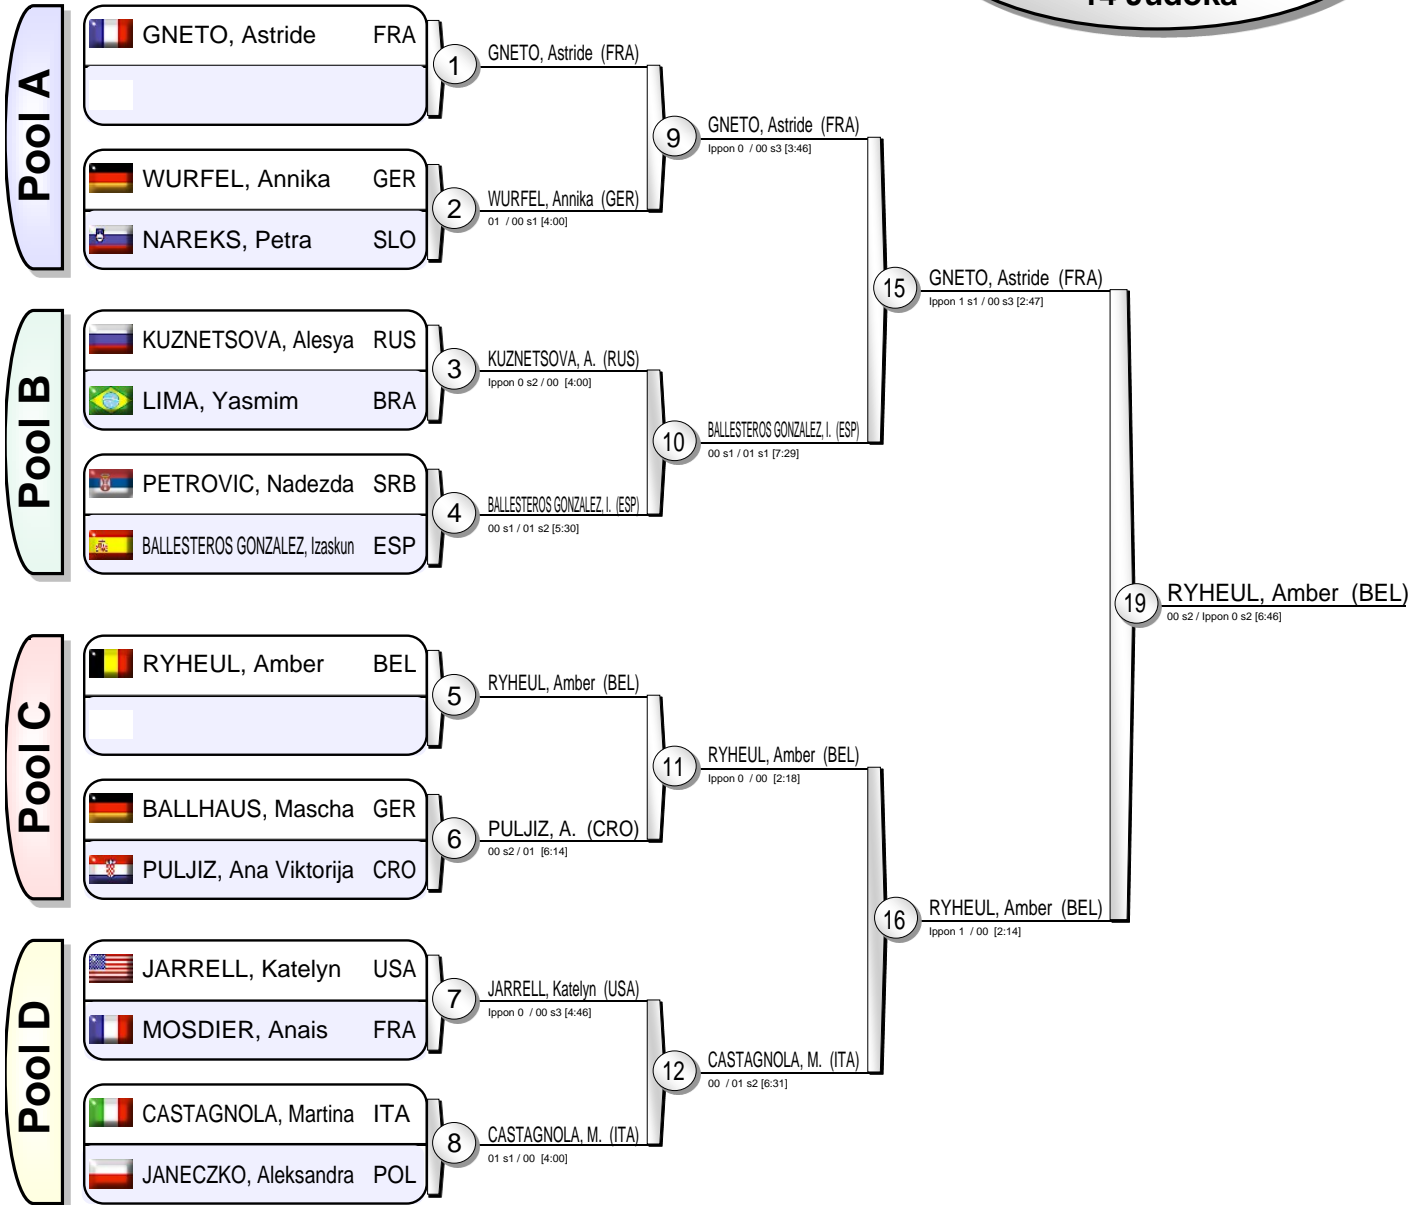 14 Judoka
Pool A
GNETO, Astride FRA
1
GNETO, Astride (FRA)
WURFEL, Annika GER
NAREKS, Petra SLO
2
WURFEL, Annika (GER)
01 / 00 s1 [4:00]
9
GNETO, Astride (FRA)
Ippon 0 / 00 s3 [3:46]
Pool B
KUZNETSOVA, Alesya RUS
LIMA, Yasmim BRA
3
KUZNETSOVA, A. (RUS)
Ippon 0 s2 / 00 [4:00]
PETROVIC, Nadezda SRB
BALLESTEROS GONZALEZ, Izaskun ESP
4
BALLESTEROS GONZALEZ, I. (ESP)
00 s1 / 01 s2 [5:30]
10
BALLESTEROS GONZALEZ, I. (ESP)
00 s1 / 01 s1 [7:29]
15
GNETO, Astride (FRA)
Ippon 1 s1 / 00 s3 [2:47]
Pool C
RYHEUL, Amber BEL
5
RYHEUL, Amber (BEL)
BALLHAUS, Mascha GER
PULJIZ, Ana Viktorija CRO
6
PULJIZ, A. (CRO)
00 s2 / 01 [6:14]
11
RYHEUL, Amber (BEL)
Ippon 0 / 00 [2:18]
Pool D
JARRELL, Katelyn USA
MOSDIER, Anais FRA
7
JARRELL, Katelyn (USA)
Ippon 0 / 00 s3 [4:46]
CASTAGNOLA, Martina ITA
JANECZKO, Aleksandra POL
8
CASTAGNOLA, M. (ITA)
01 s1 / 00 [4:00]
12
CASTAGNOLA, M. (ITA)
00 / 01 s2 [6:31]
16
RYHEUL, Amber (BEL)
Ippon 1 / 00 [2:14]
19
RYHEUL, Amber (BEL)
00 s2 / Ippon 0 s2 [6:46]